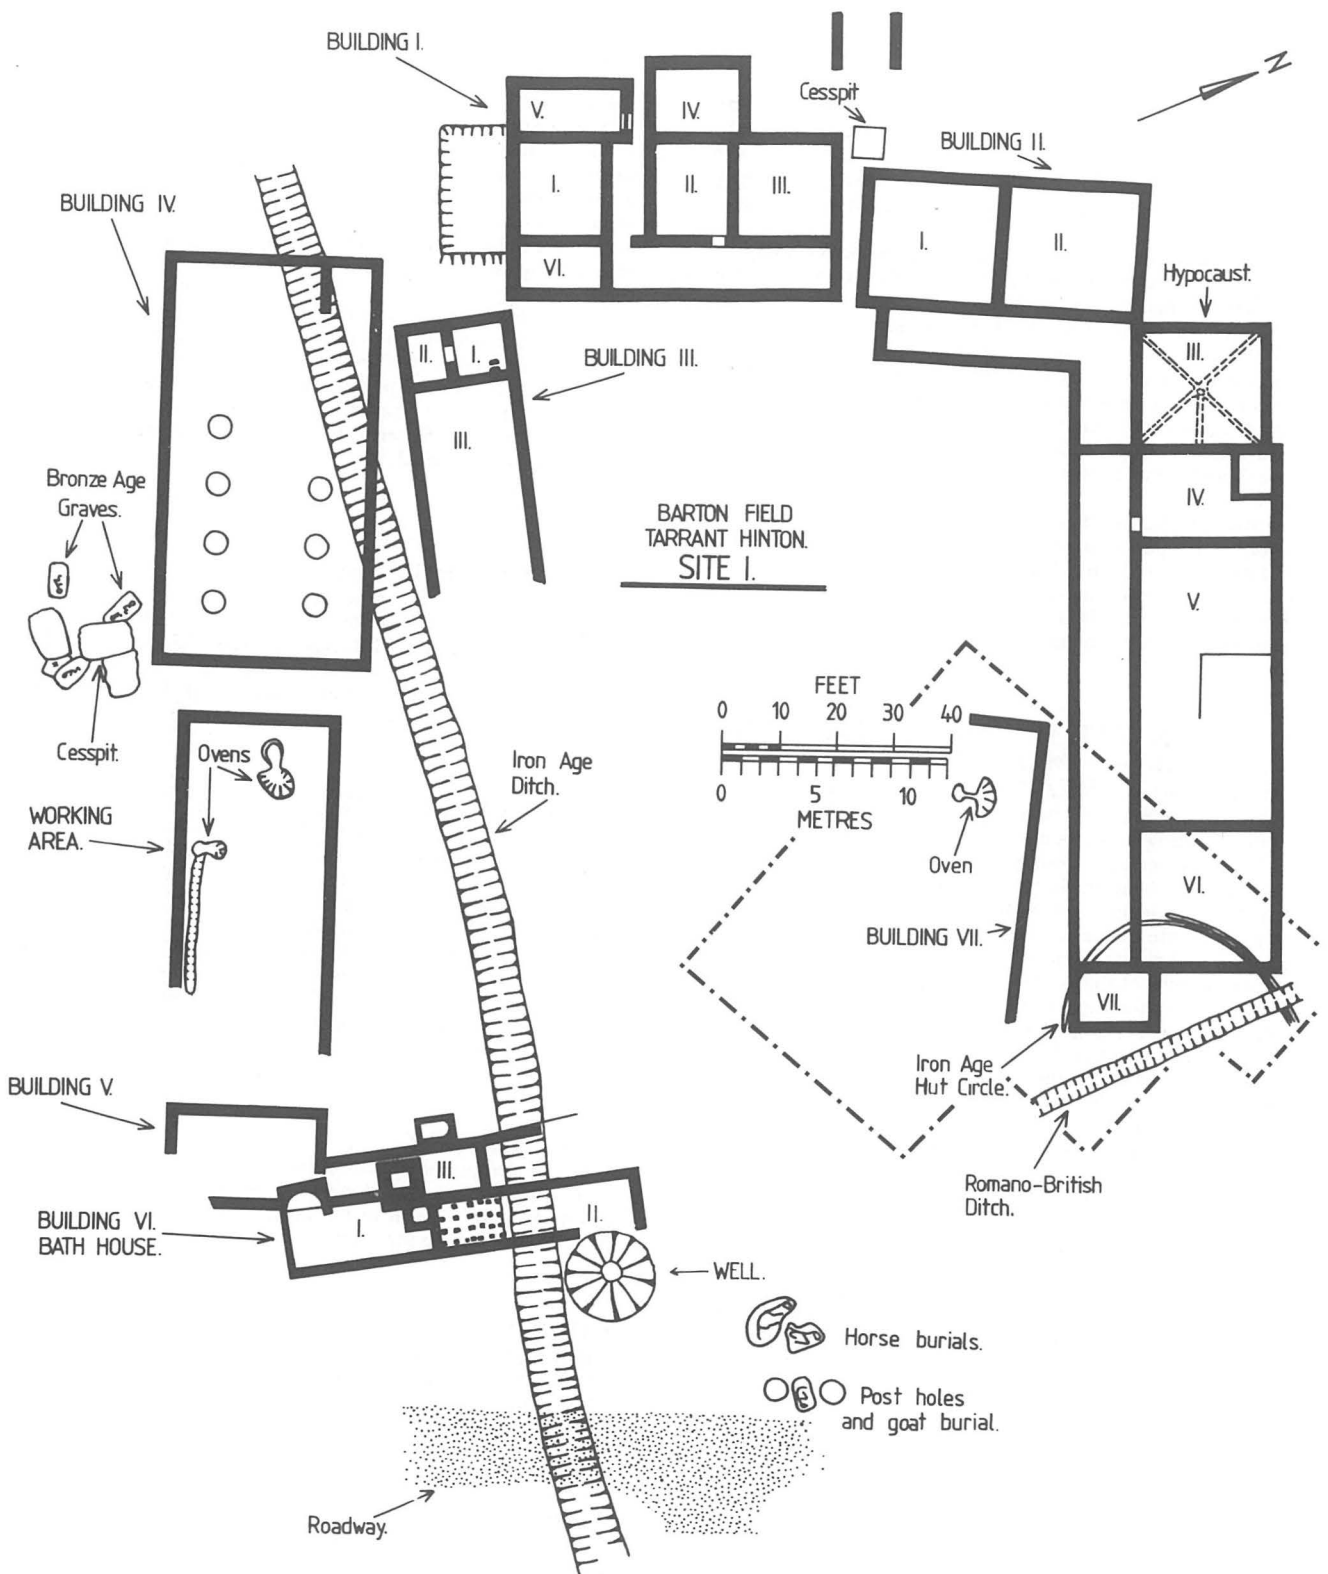 BUILDING I.
N
Cesspit
BUILDING II.
V.
IV.
I.
II.
III.
VI.
I.
II.
BUILDING IV.
Hypocaust.
III.
II.
I.
BUILDING III.
III.
IV.
Bronze Age
Graves.
BARTON FIELD
TARRANT HINTON.
SITE I.
V.
FEET
0 10 20 30 40
0 5 10
METRES
Cesspit.
Ovens
Iron Age
Ditch.
WORKING
AREA.
Oven
VI.
BUILDING VII.
VII.
Iron Age
Hut Circle.
BUILDING V.
III.
Romano-British
Ditch.
BUILDING VI.
BATH HOUSE.
I.
II.
WELL.
Horse burials.
Post holes
and goat burial.
Roadway.